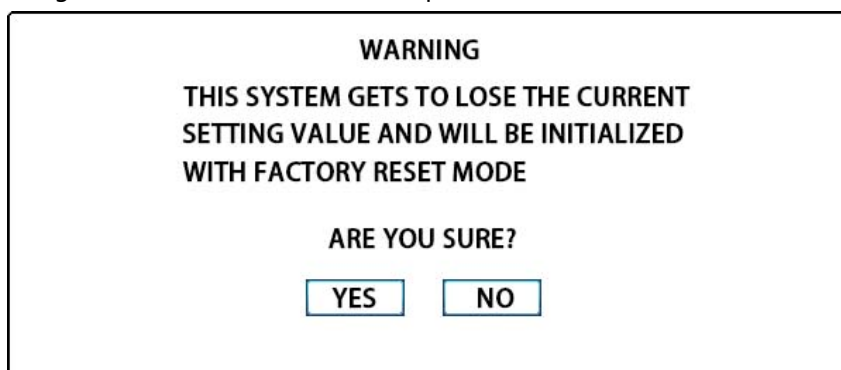 WARNING
THIS SYSTEM GETS TO LOSE THE CURRENT
SETTING VALUE AND WILL BE INITIALIZED
WITH FACTORY RESET MODE
ARE YOU SURE?
YES NO